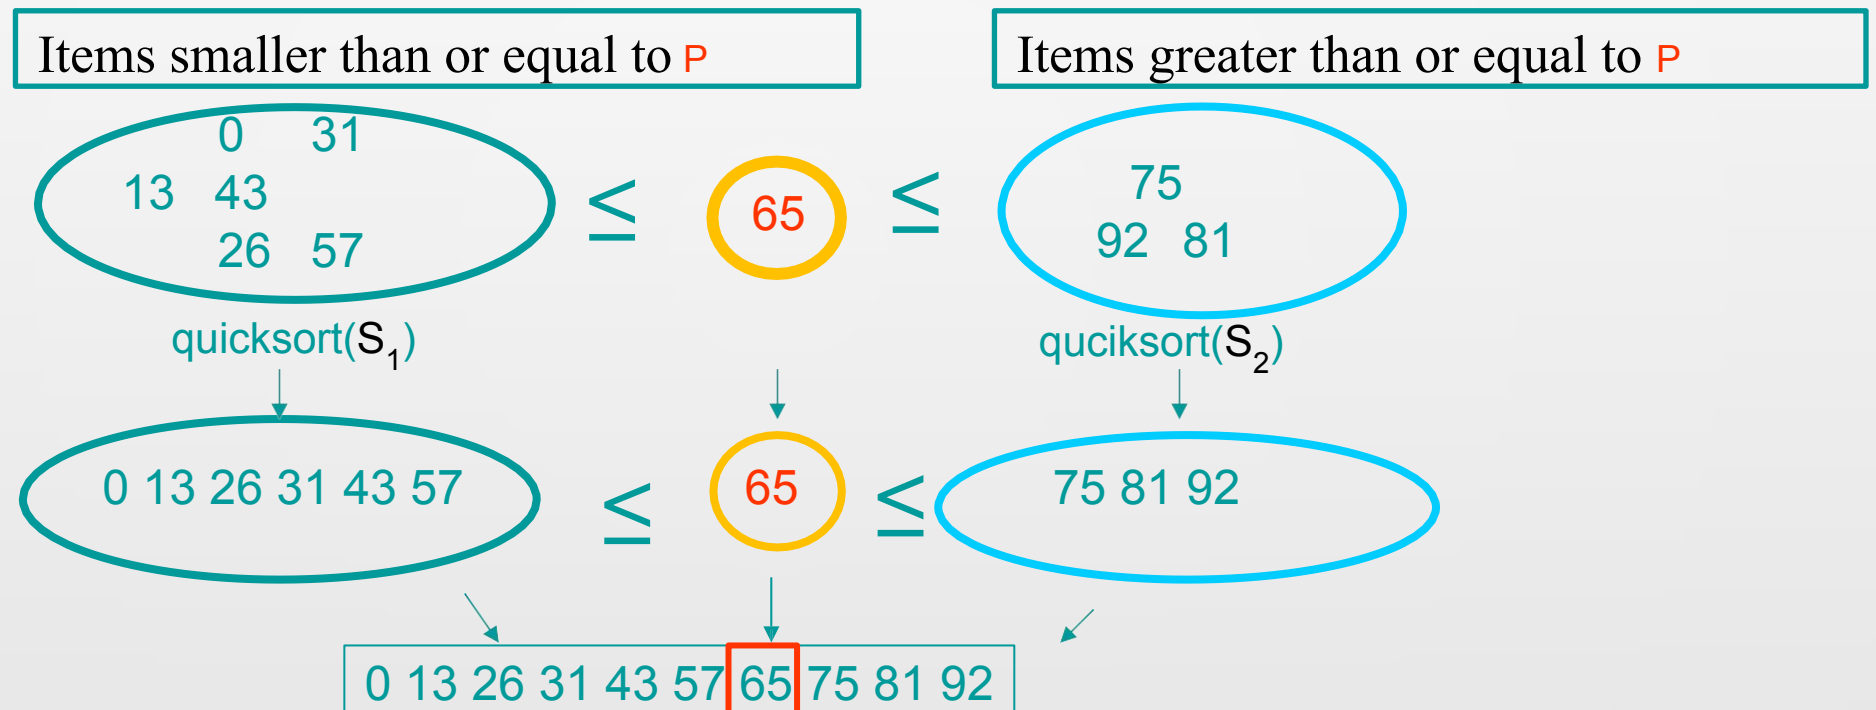 Items smaller than or equal to P
Items greater than or equal to P
0 31
13 43
26 57
≤
65
≤
75
92 81
quicksort(S1)
quciksort(S2)
0 13 26 31 43 57
≤
65
≤
75 81 92
0 13 26 31 43 57 65 75 81 92